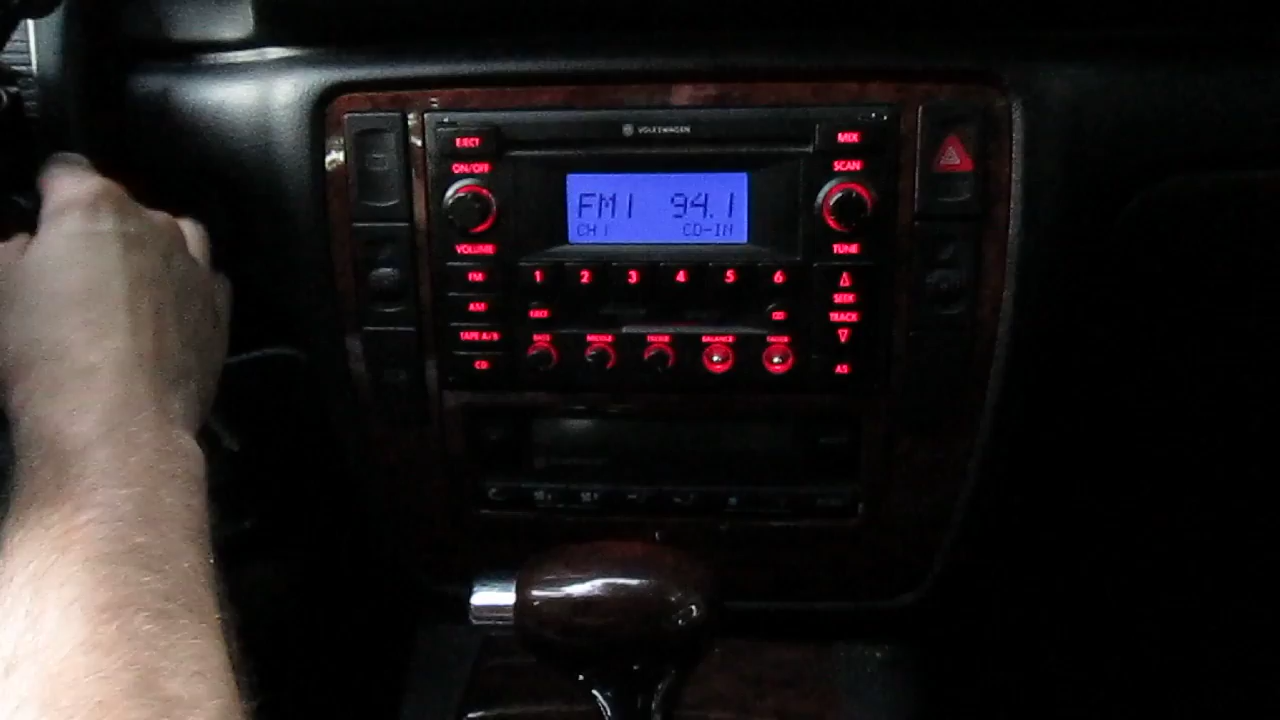 VOLKSWAGEN
EJECT
MIX
ON/OFF
SCAN
FM1 94.1
CH1 CD-IN
VOLUME
TUNE
FM
1 2 3 4 5 6
SEEK
AM
TRACK
TAPE A/B
BASS MIDDLE TREBLE BALANCE FADER
CD
AS